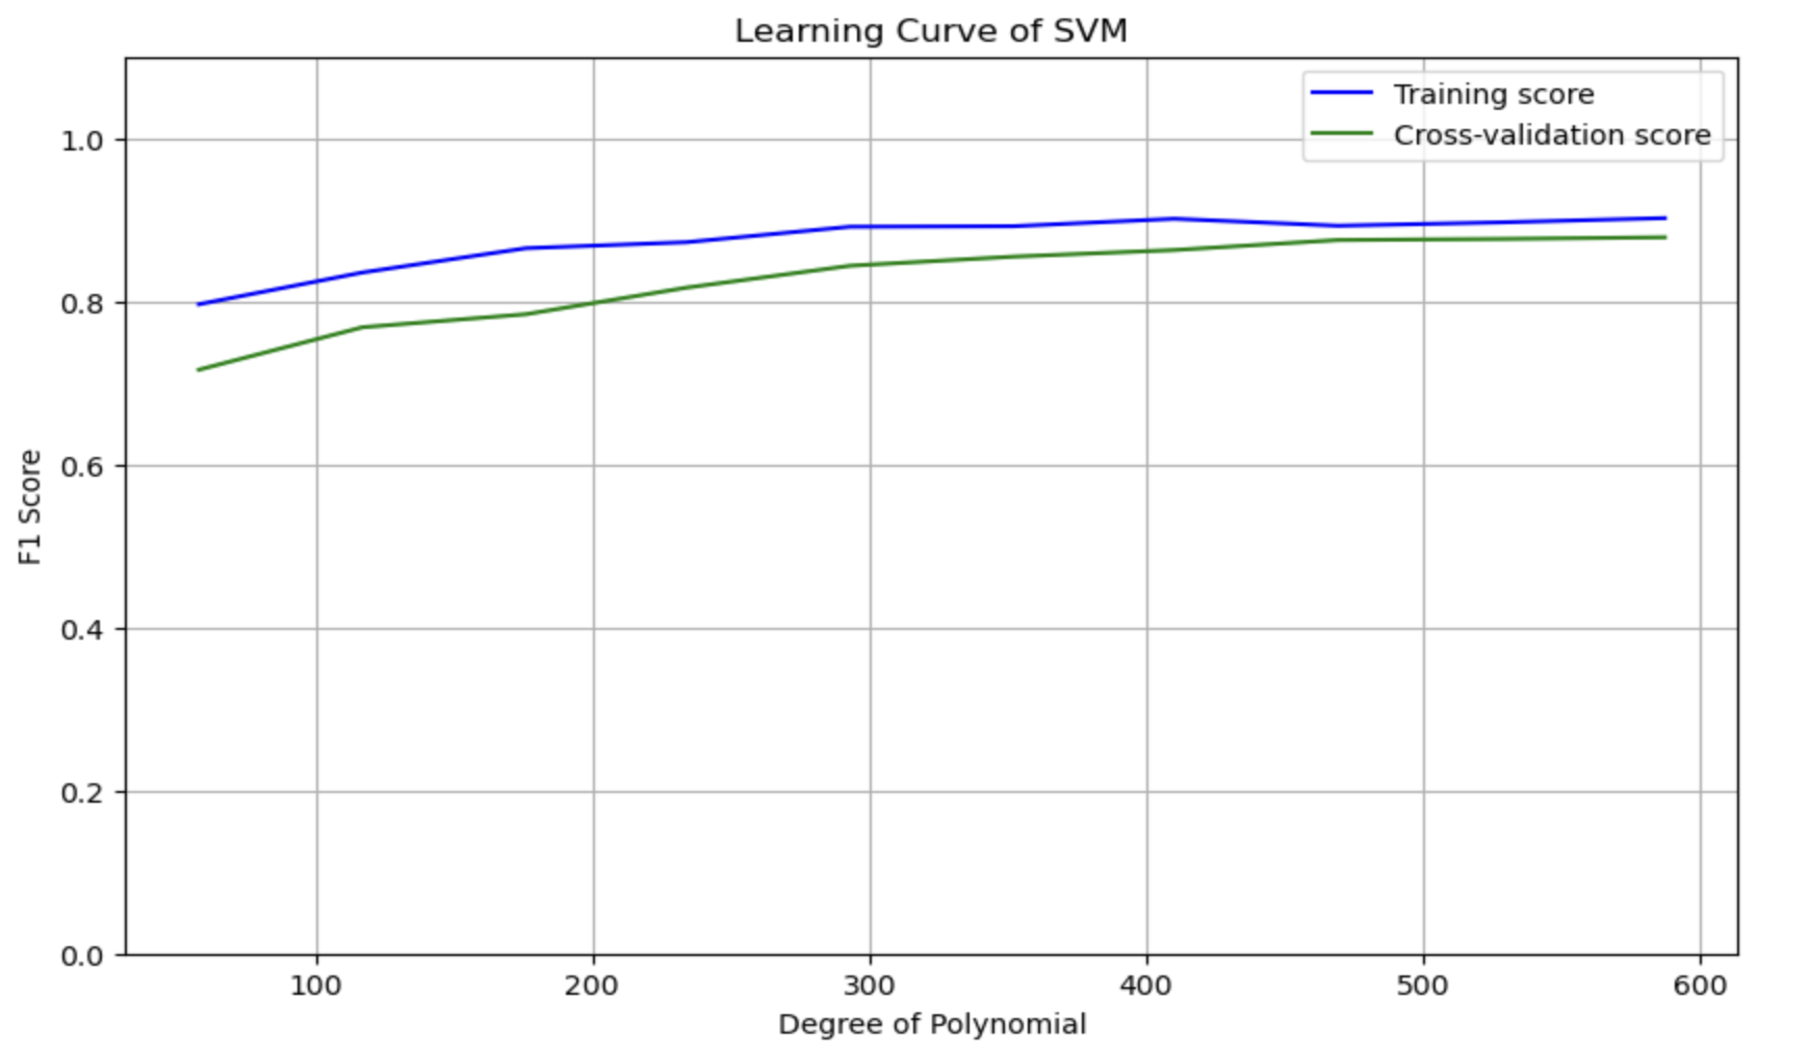 Learning Curve of SVM
Training score
Cross-validation score
1.0
0.8
0.6
0.4
0.2
0.0
F1 Score
100 200 300 400 500 600
Degree of Polynomial